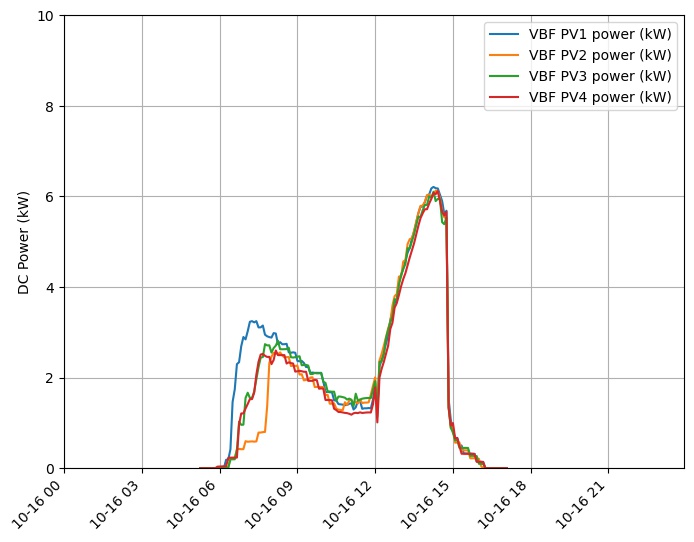 10
8
6
4
2
0
DC Power (kW)
VBF PV1 power (kW)
VBF PV2 power (kW)
VBF PV3 power (kW)
VBF PV4 power (kW)
10-16 00
10-16 03
10-16 06
10-16 09
10-16 12
10-16 15
10-16 18
10-16 21